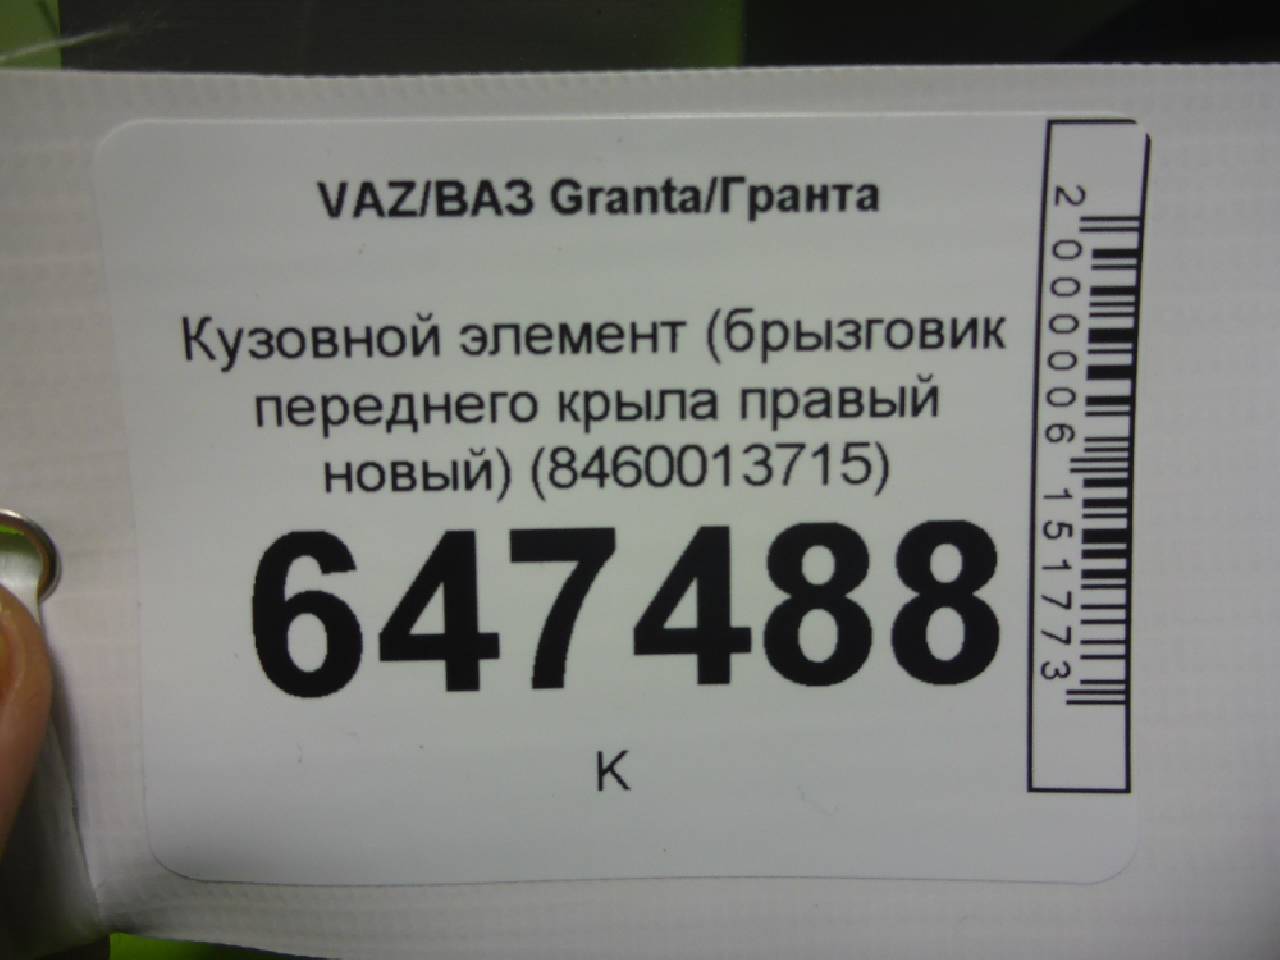 VAZ/ВАЗ Granta/Гранта
Кузовной элемент (брызговик
переднего крыла правый
новый) (8460013715)
647488
К
2000006151773